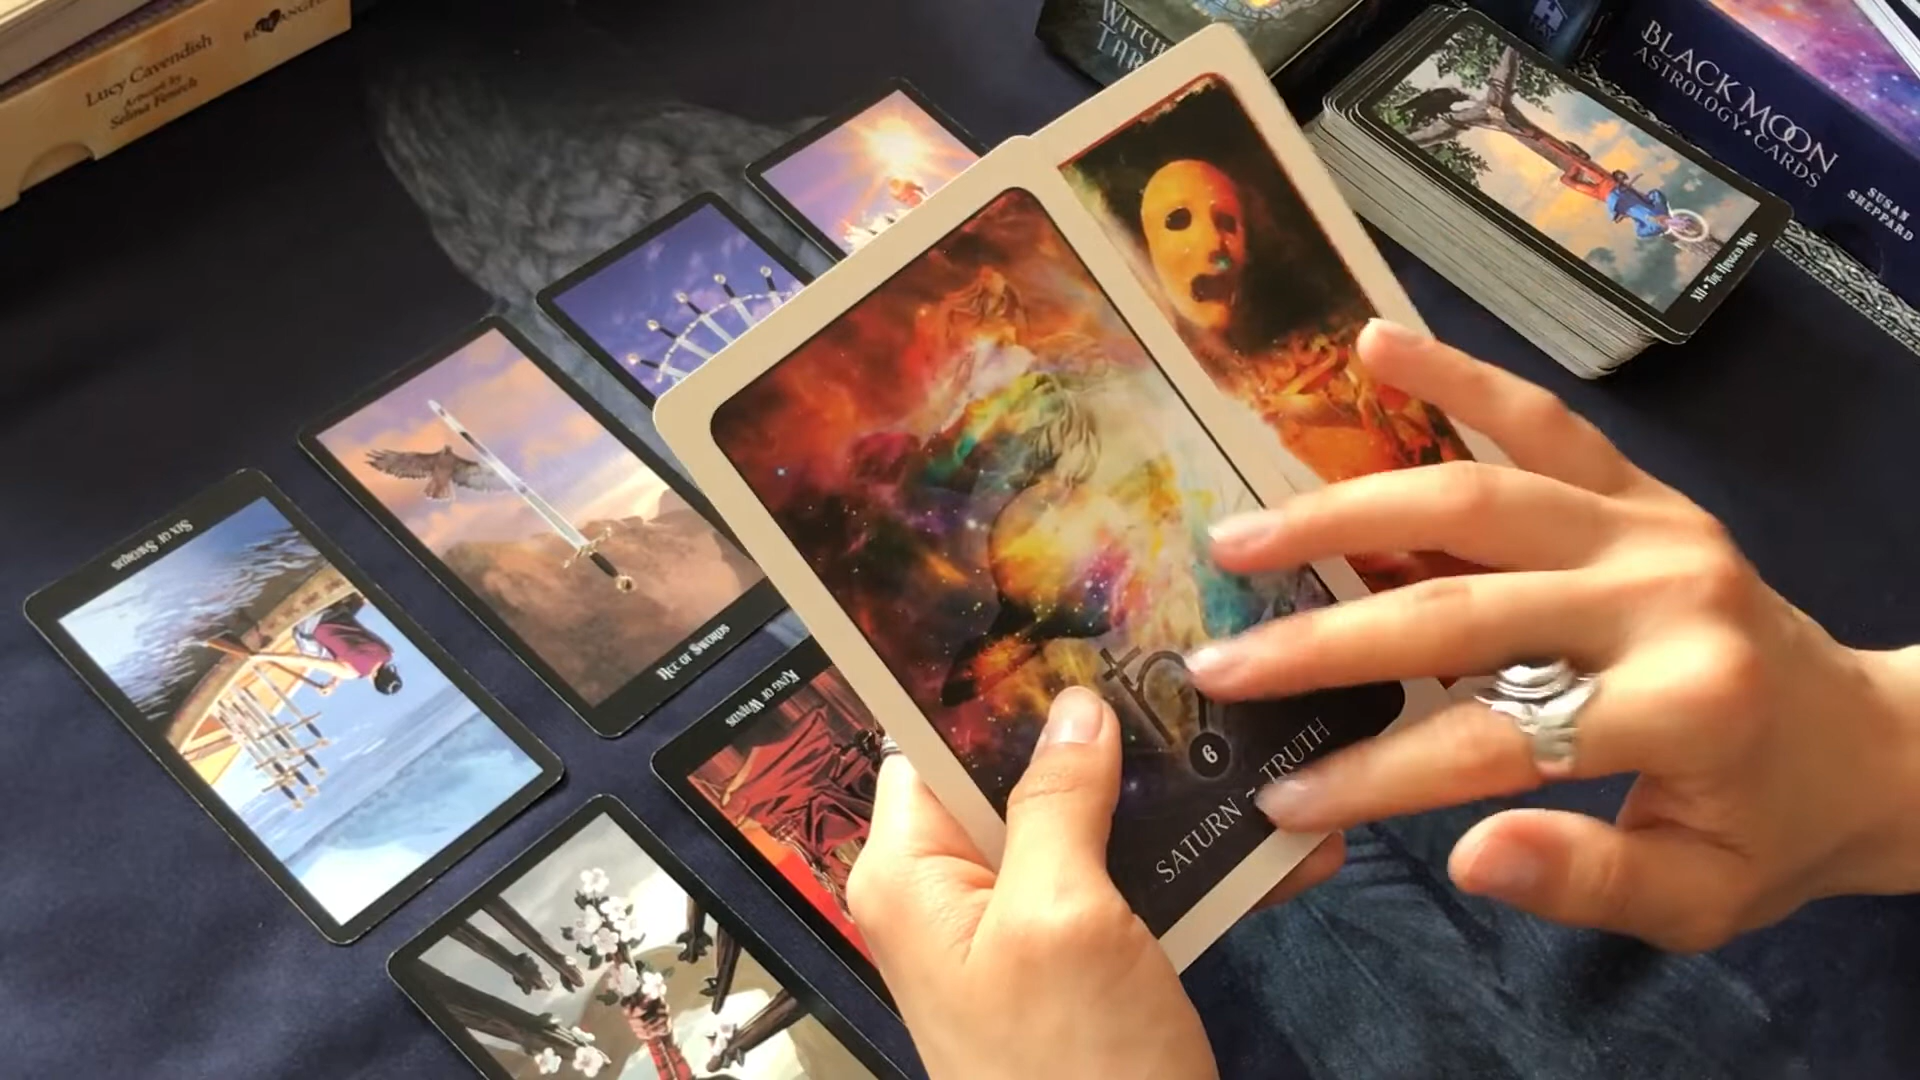 Lucy Cavendish
Artwork by
Selina Fenech
WITCH
TAR
BLACK MOON
ASTROLOGY • CARDS
SUSAN
SHEPPARD
XII • THE HANGED MAN
SIX OF SWORDS
ACE OF SWORDS
KING OF WANDS
6
SATURN ~ TRUTH